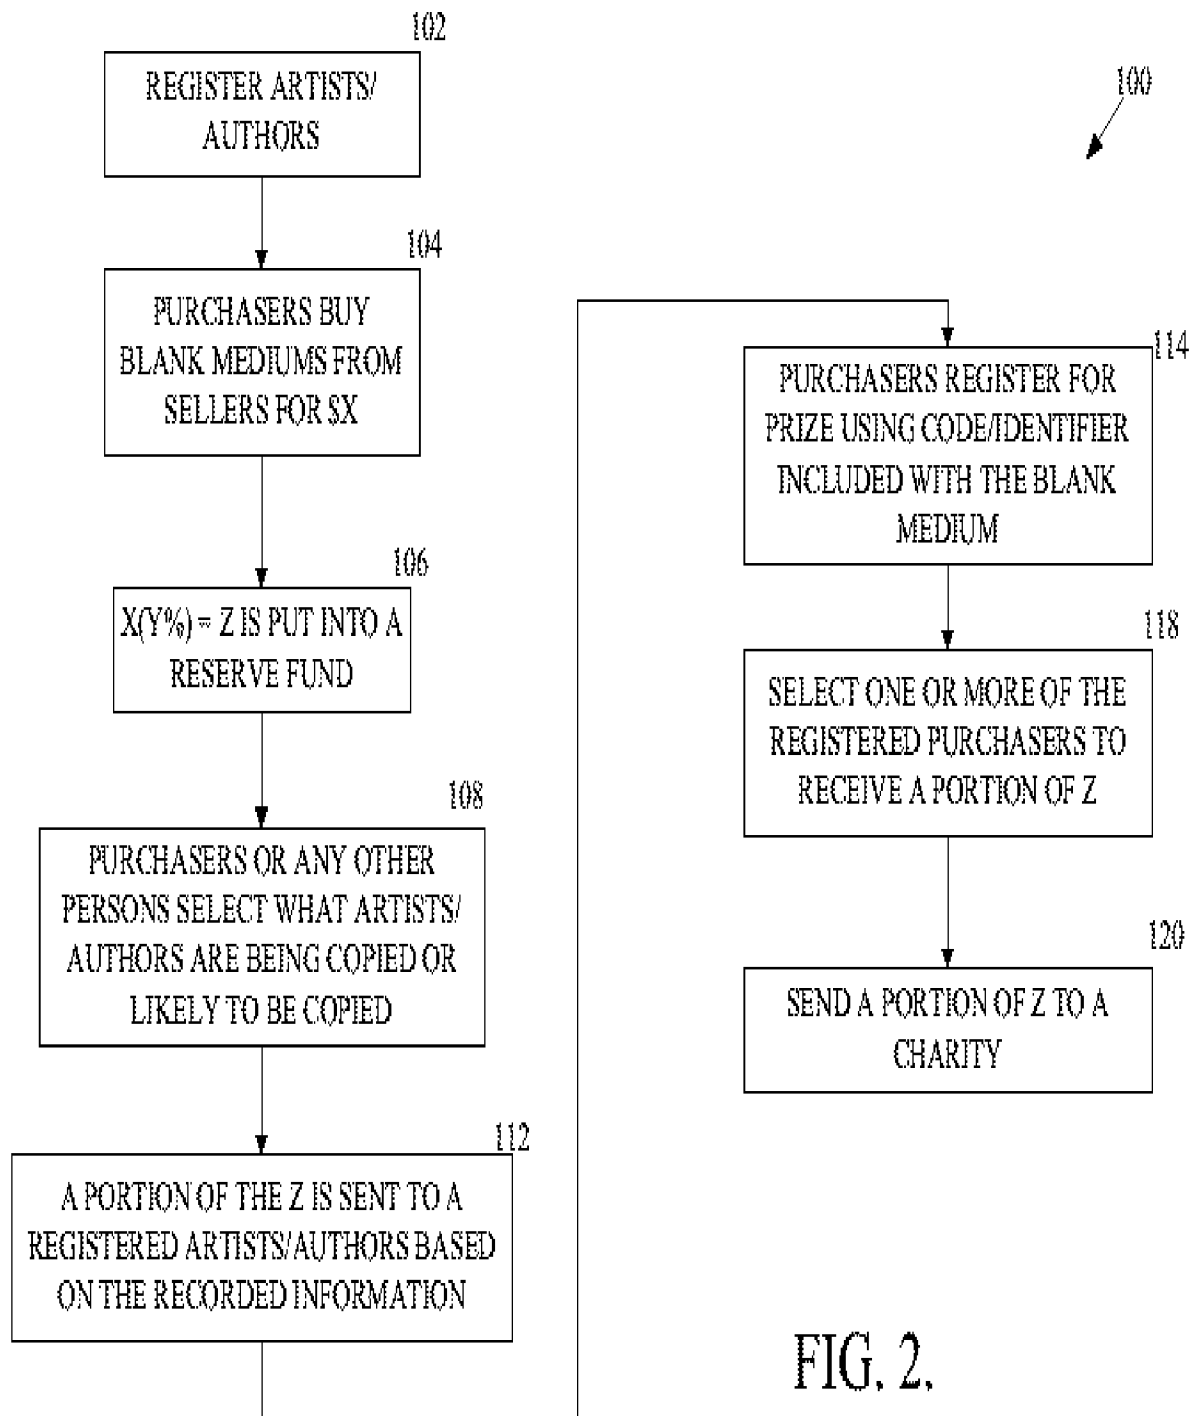 102
REGISTER ARTISTS/
AUTHORS
100
104
PURCHASERS BUY
BLANK MEDIUMS FROM
SELLERS FOR $X
106
X(Y%) = Z IS PUT INTO A
RESERVE FUND
108
PURCHASERS OR ANY OTHER
PERSONS SELECT WHAT ARTISTS/
AUTHORS ARE BEING COPIED OR
LIKELY TO BE COPIED
112
A PORTION OF THE Z IS SENT TO A
REGISTERED ARTISTS/AUTHORS BASED
ON THE RECORDED INFORMATION
114
PURCHASERS REGISTER FOR
PRIZE USING CODE/IDENTIFIER
INCLUDED WITH THE BLANK
MEDIUM
118
SELECT ONE OR MORE OF THE
REGISTERED PURCHASERS TO
RECEIVE A PORTION OF Z
120
SEND A PORTION OF Z TO A
CHARITY
FIG. 2.